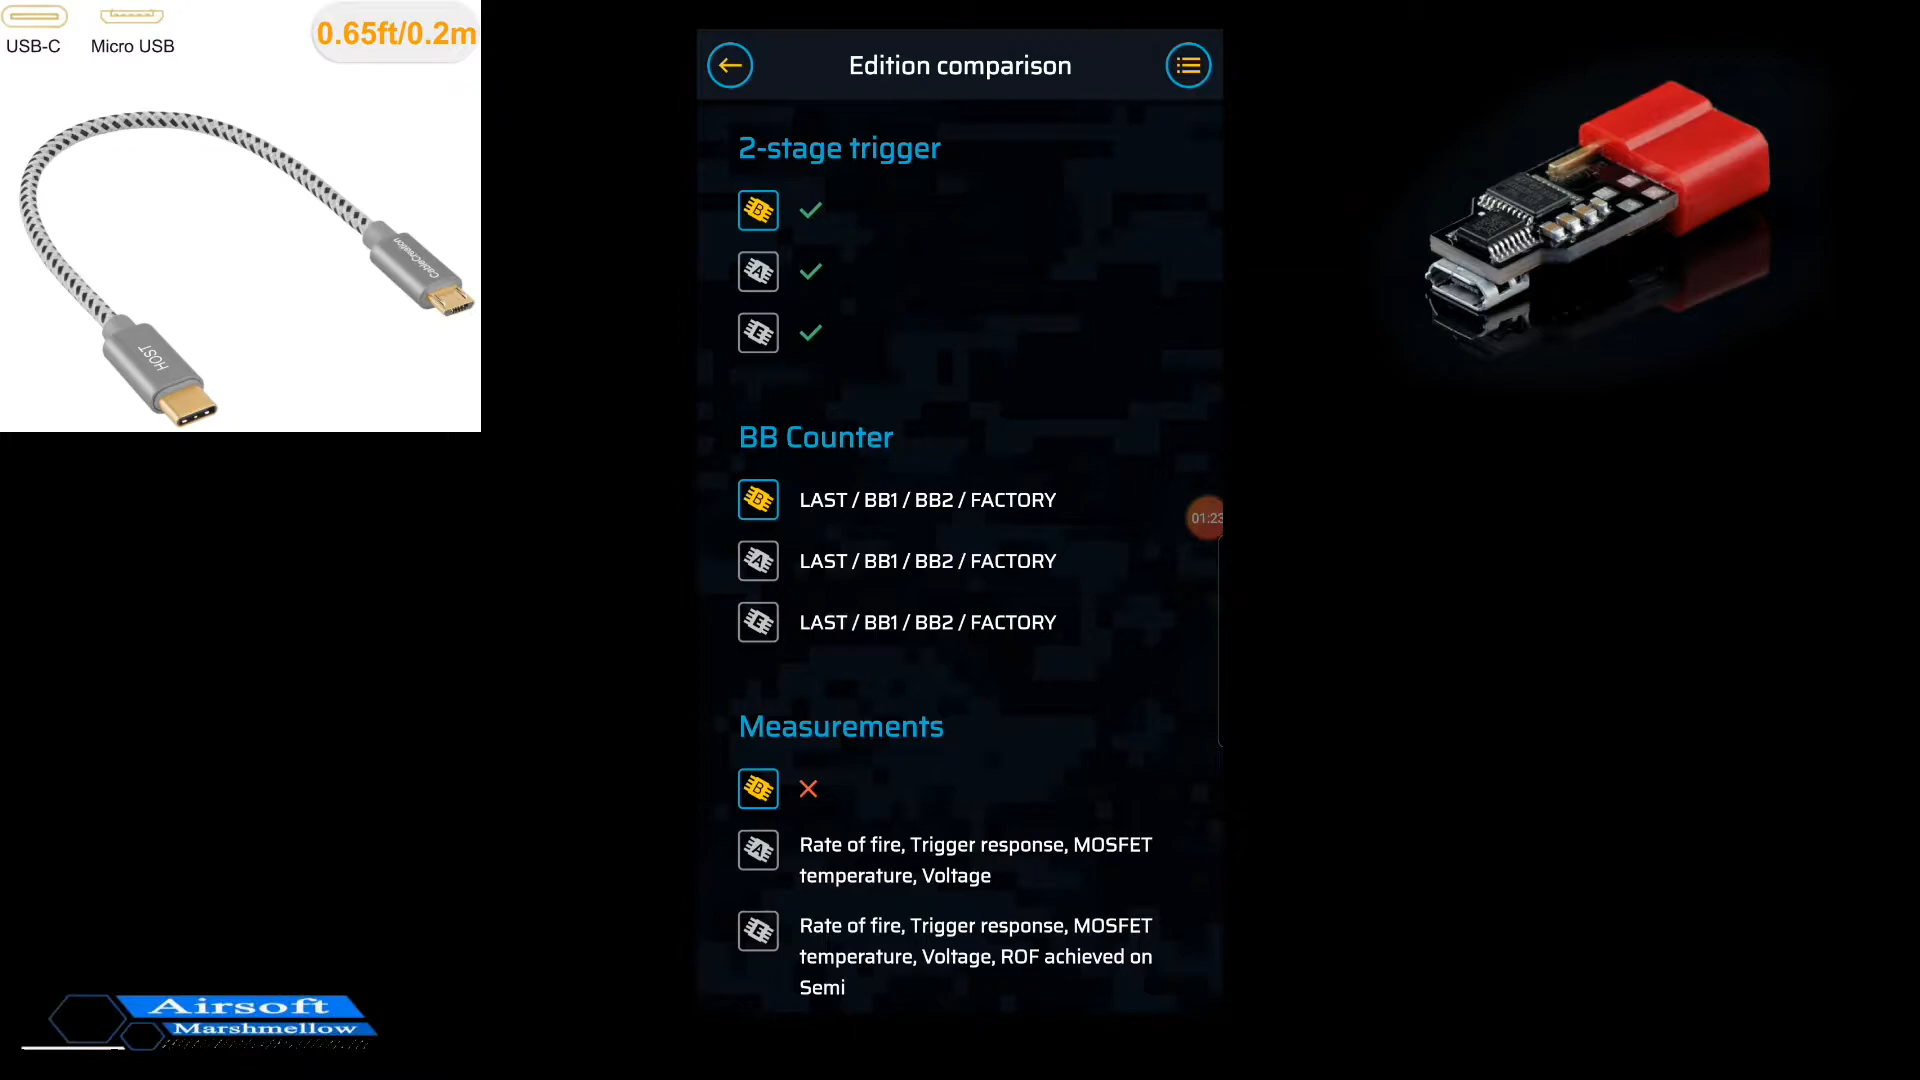 USB-C
Micro USB
0.65ft/0.2m
CableCreation
HOST
Edition comparison
2-stage trigger
B
A
E
BB Counter
B LAST / BB1 / BB2 / FACTORY
A LAST / BB1 / BB2 / FACTORY
E LAST / BB1 / BB2 / FACTORY
01:23
Measurements
B
A Rate of fire, Trigger response, MOSFET
temperature, Voltage
E Rate of fire, Trigger response, MOSFET
temperature, Voltage, ROF achieved on
Semi
Airsoft
Marshmellow